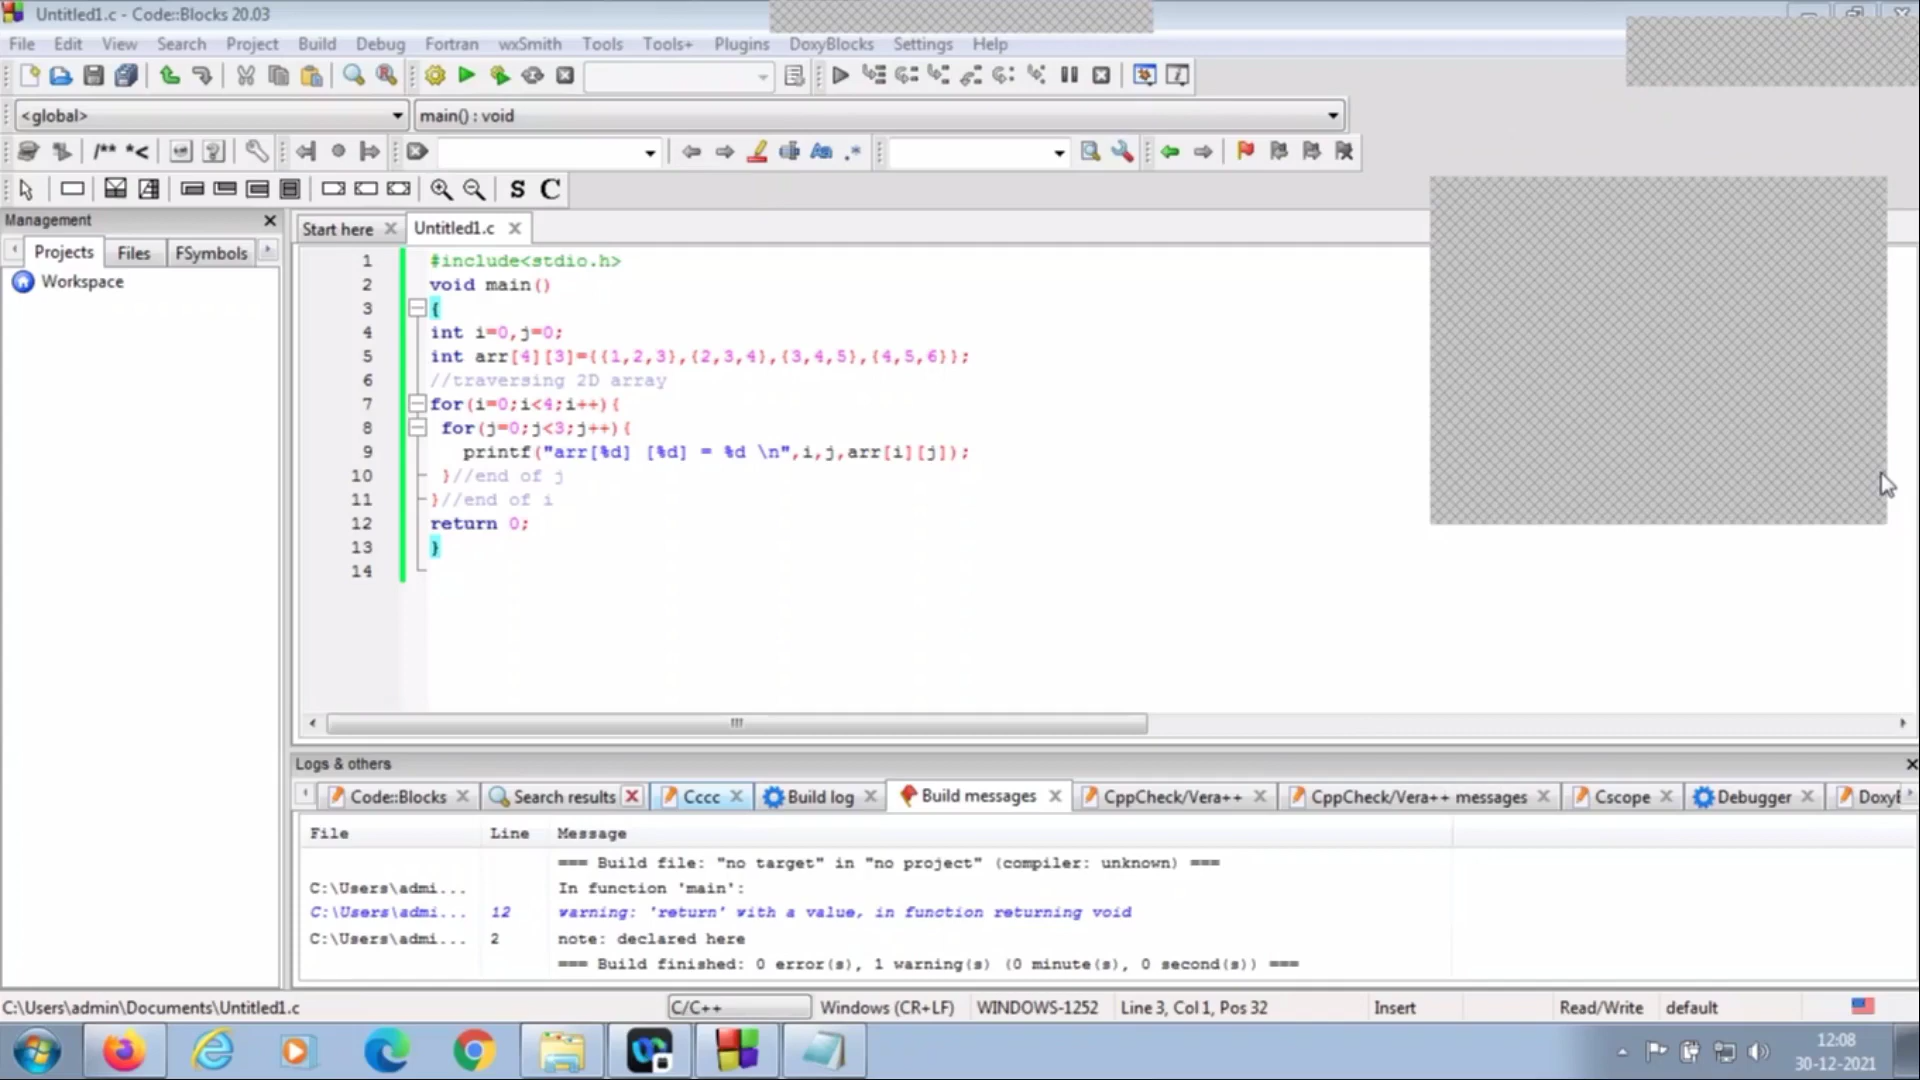 Untitled1.c - Code::Blocks 20.03
File Edit View Search Project Build Debug Fortran wxSmith Tools Tools+ Plugins DoxyBlocks Settings Help
<global> main() : void
/** *<
S C
Management
Projects Files FSymbols
Workspace
Start here Untitled1.c
1 #include<stdio.h>
2 void main()
3 {
4 int i=0,j=0;
5 int arr[4][3]={{1,2,3},{2,3,4},{3,4,5},{4,5,6}};
6 //traversing 2D array
7 for(i=0;i<4;i++){
8 for(j=0;j<3;j++){
9 printf("arr[%d] [%d] = %d \n",i,j,arr[i][j]);
10 }//end of j
11 }//end of i
12 return 0;
13 }
14
Logs & others
Code::Blocks Search results Cccc Build log Build messages CppCheck/Vera++ CppCheck/Vera++ messages Cscope Debugger DoxyB
File Line Message
=== Build file: "no target" in "no project" (compiler: unknown) ===
C:\Users\admi... In function 'main':
C:\Users\admi... 12 warning: 'return' with a value, in function returning void
C:\Users\admi... 2 note: declared here
=== Build finished: 0 error(s), 1 warning(s) (0 minute(s), 0 second(s)) ===
C:\Users\admin\Documents\Untitled1.c C/C++ Windows (CR+LF) WINDOWS-1252 Line 3, Col 1, Pos 32 Insert Read/Write default
12:08
30-12-2021